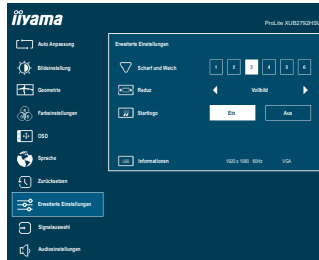 iiyama
ProLite XUB2792HSU
Auto Anpassung
Bildeinstellung
Geometrie
Farbeinstellungen
OSD
Sprache
Zurücksetzen
Erweiterte Einstellungen
Signalauswahl
Audioeinstellungen
Erweiterte Einstellungen
Scharf und Weich
1 2 3 4 5 6
Redux
Vollbild
Startlogo
Ein
Aus
Informationen
1920 x 1080 60Hz VGA